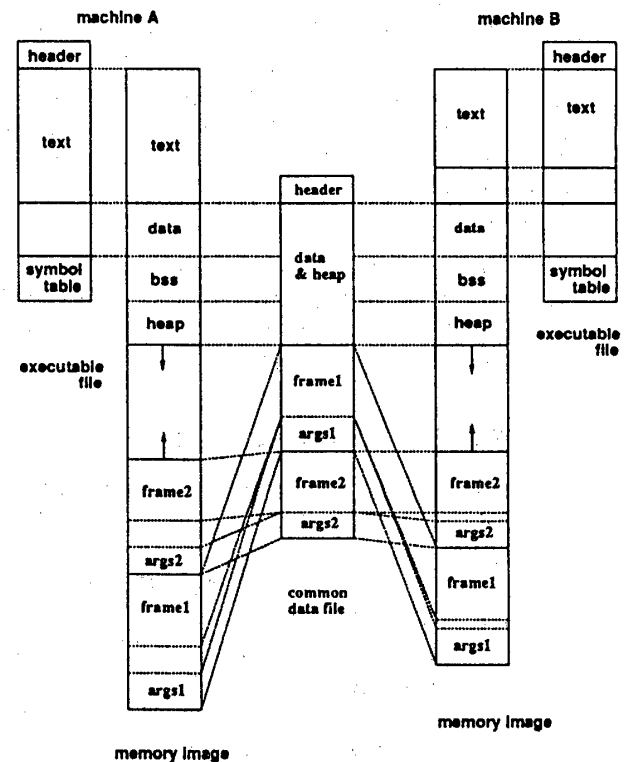 machine A
machine B
header
text
symbol
table
executable
file
text
data
bss
heap
frame2
args2
frame1
args1
memory image
header
data
& heap
frame1
args1
frame2
args2
common
data file
text
data
bss
heap
frame2
args2
frame1
args1
memory image
header
text
symbol
table
executable
file